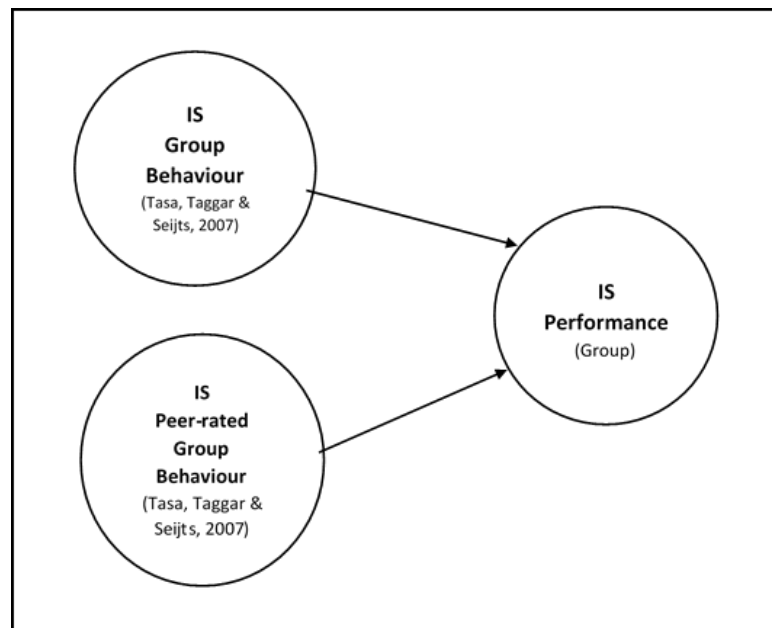 IS
Group
Behaviour
(Tasa, Taggar &
Seijts, 2007)
IS
Peer-rated
Group
Behaviour
(Tasa, Taggar &
Seijts, 2007)
IS
Performance
(Group)